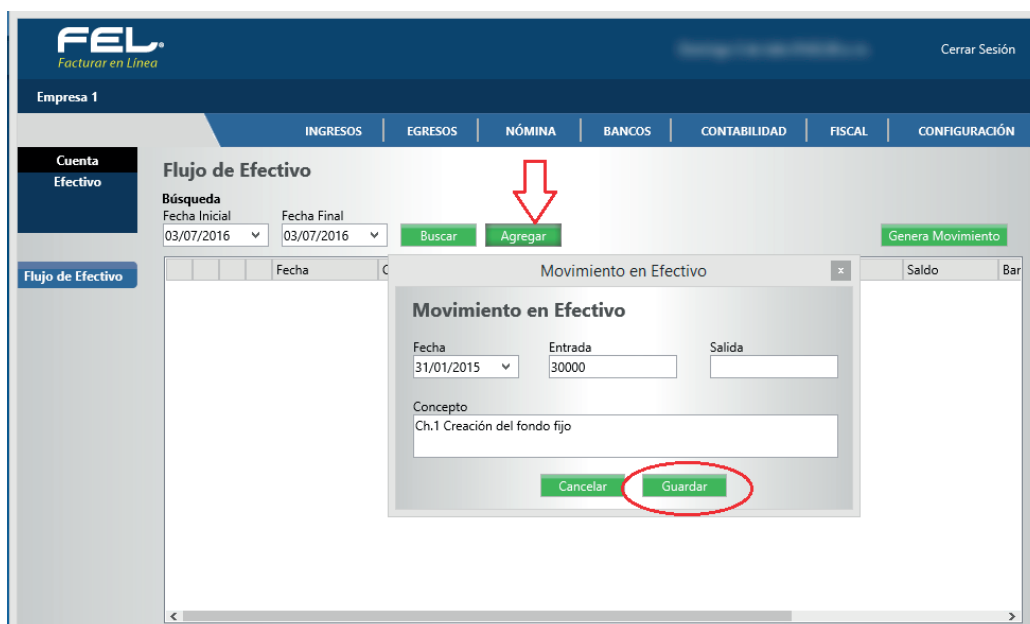 FEL
Facturar en Línea
Cerrar Sesión
Empresa 1
INGRESOS EGRESOS NÓMINA BANCOS CONTABILIDAD FISCAL CONFIGURACIÓN
Cuenta
Efectivo
Flujo de Efectivo
Flujo de Efectivo
Búsqueda
Fecha Inicial Fecha Final
03/07/2016 03/07/2016 Buscar Agregar Genera Movimiento
Fecha C Saldo Bar
Movimiento en Efectivo x
Movimiento en Efectivo
Fecha Entrada Salida
31/01/2015 30000
Concepto
Ch.1 Creación del fondo fijo
Cancelar Guardar